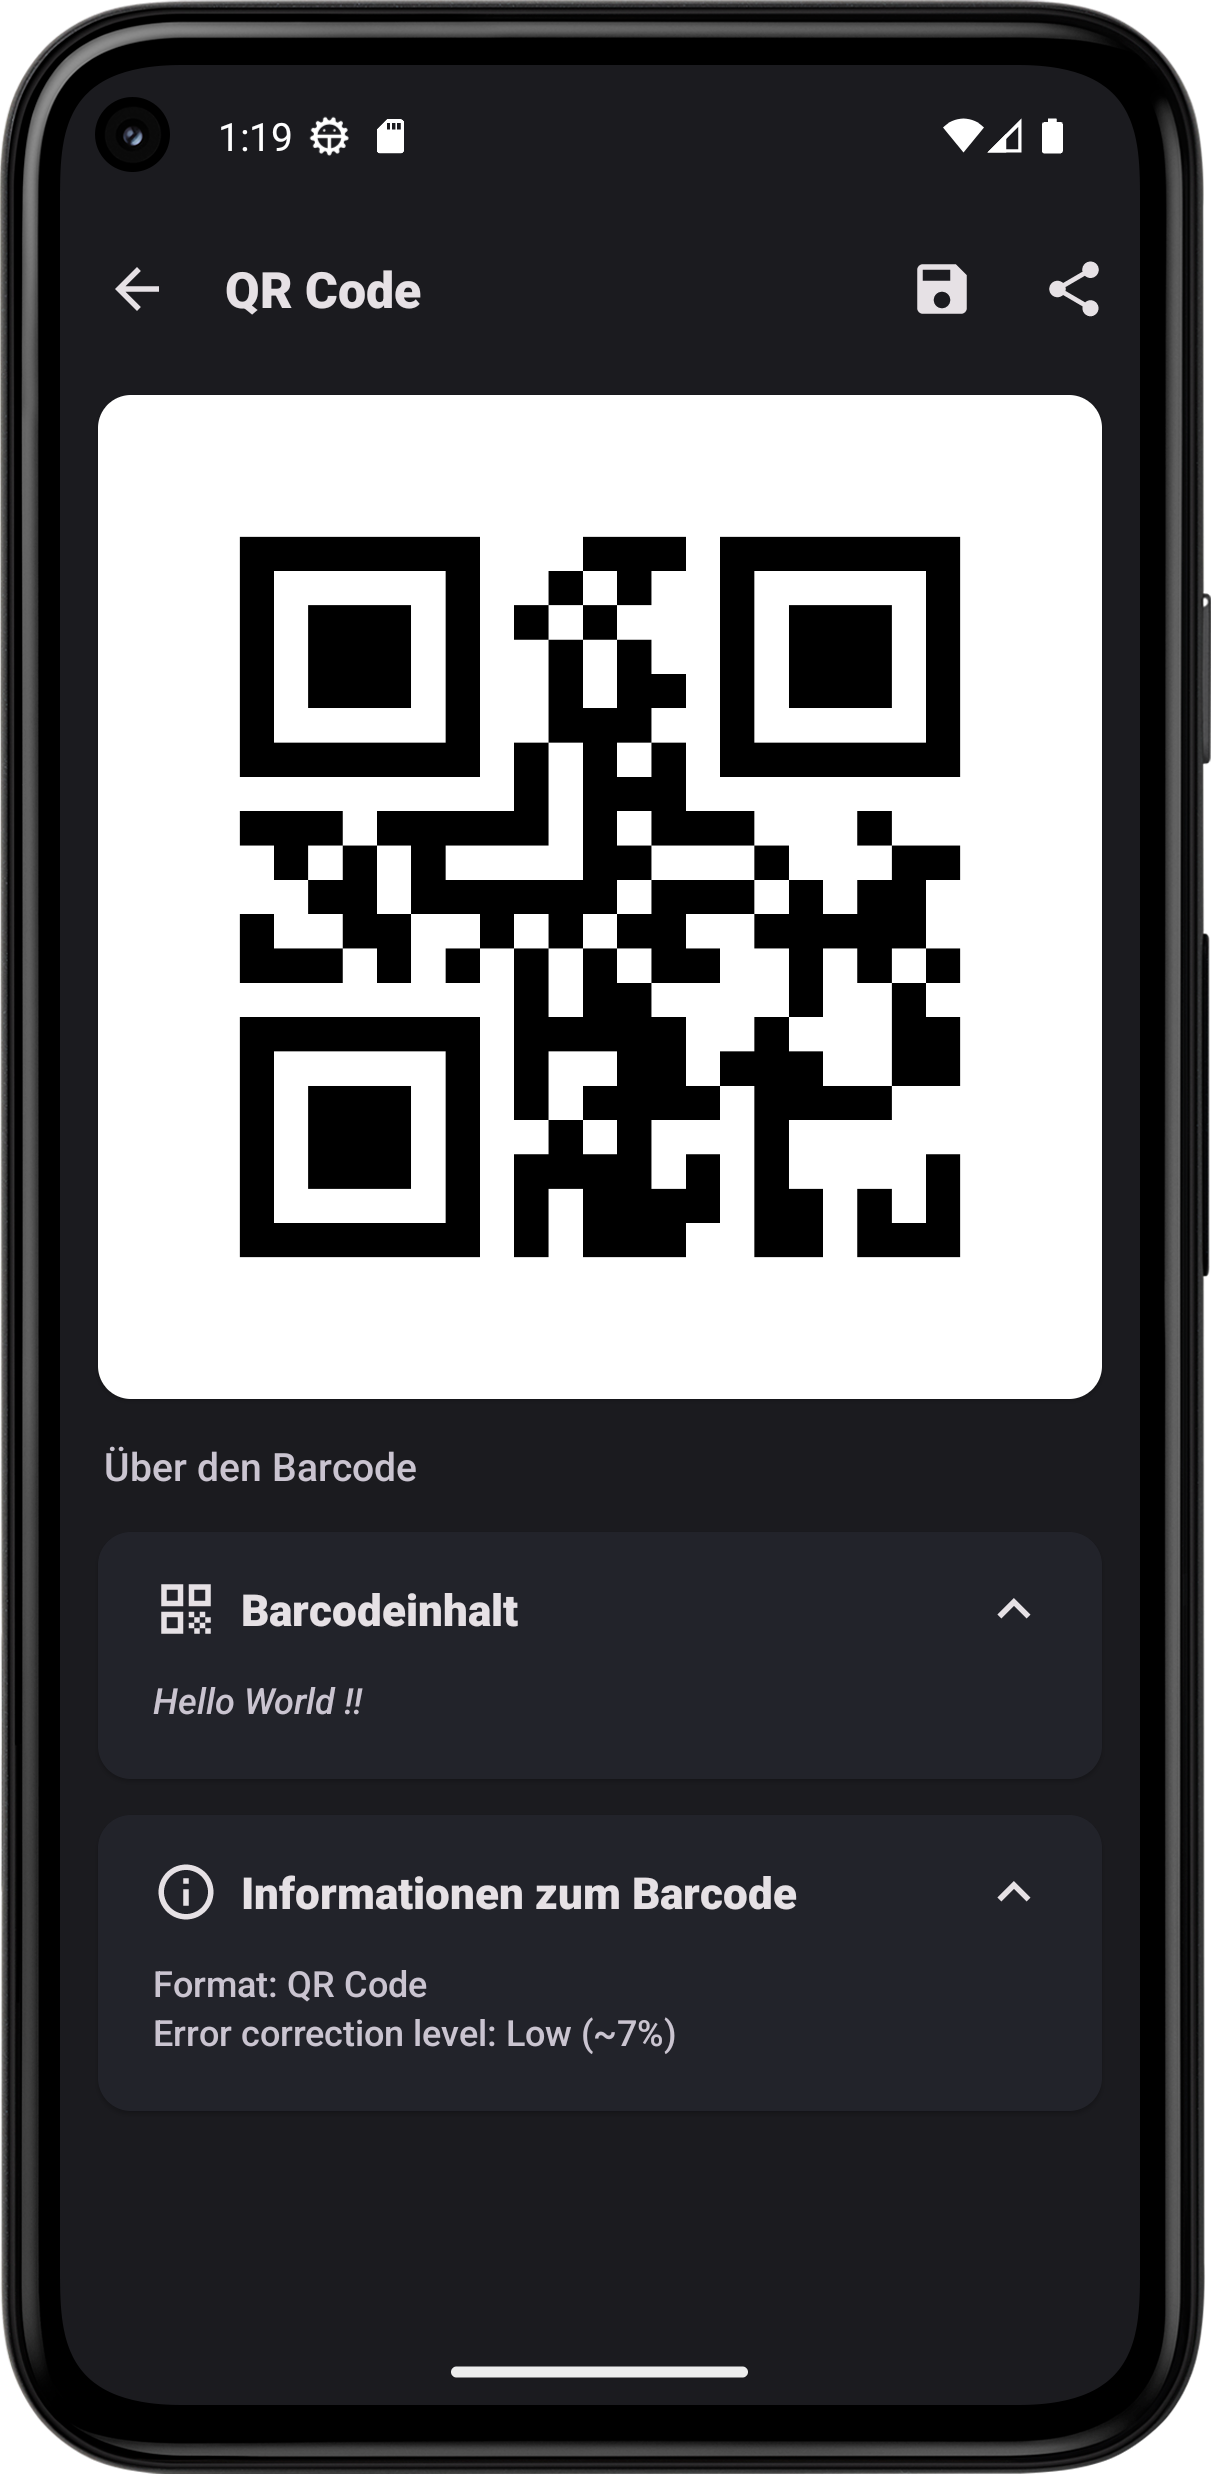 1:19
QR Code
Über den Barcode
Barcodeinhalt
Hello World !!
Informationen zum Barcode
Format: QR Code
Error correction level: Low (~7%)